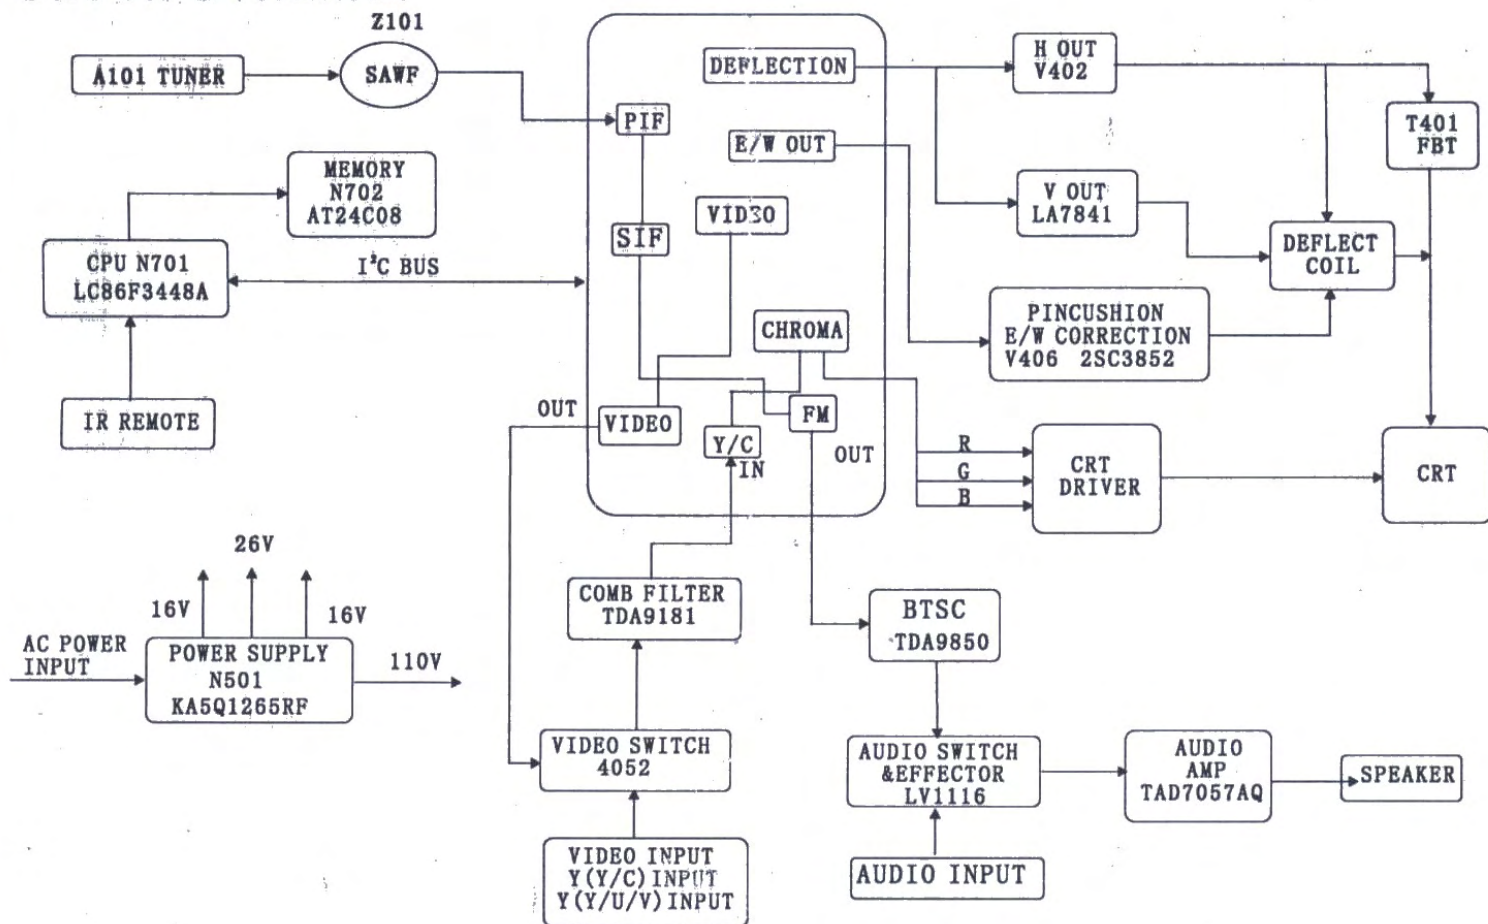 Z101
A101 TUNER
SAWF
DEFLECTION
H OUT
V402
PIF
E/W OUT
T401
FBT
MEMORY
N702
AT24C08
VIDEO
V OUT
LA7841
SIF
DEFLECT
COIL
CPU N701
LC86F3448A
I²C BUS
CHROMA
PINCUSHION
E/W CORRECTION
V406 2SC3852
IR REMOTE
OUT
VIDEO
FM
Y/C
IN
OUT
R
G
B
CRT
DRIVER
CRT
26V
16V
16V
AC POWER
INPUT
POWER SUPPLY
N501
KA5Q1265RF
110V
COMB FILTER
TDA9181
BTSC
TDA9850
VIDEO SWITCH
4052
AUDIO SWITCH
&EFFECTOR
LV1116
AUDIO
AMP
TAD7057AQ
SPEAKER
VIDEO INPUT
Y(Y/C)INPUT
Y(Y/U/V)INPUT
AUDIO INPUT